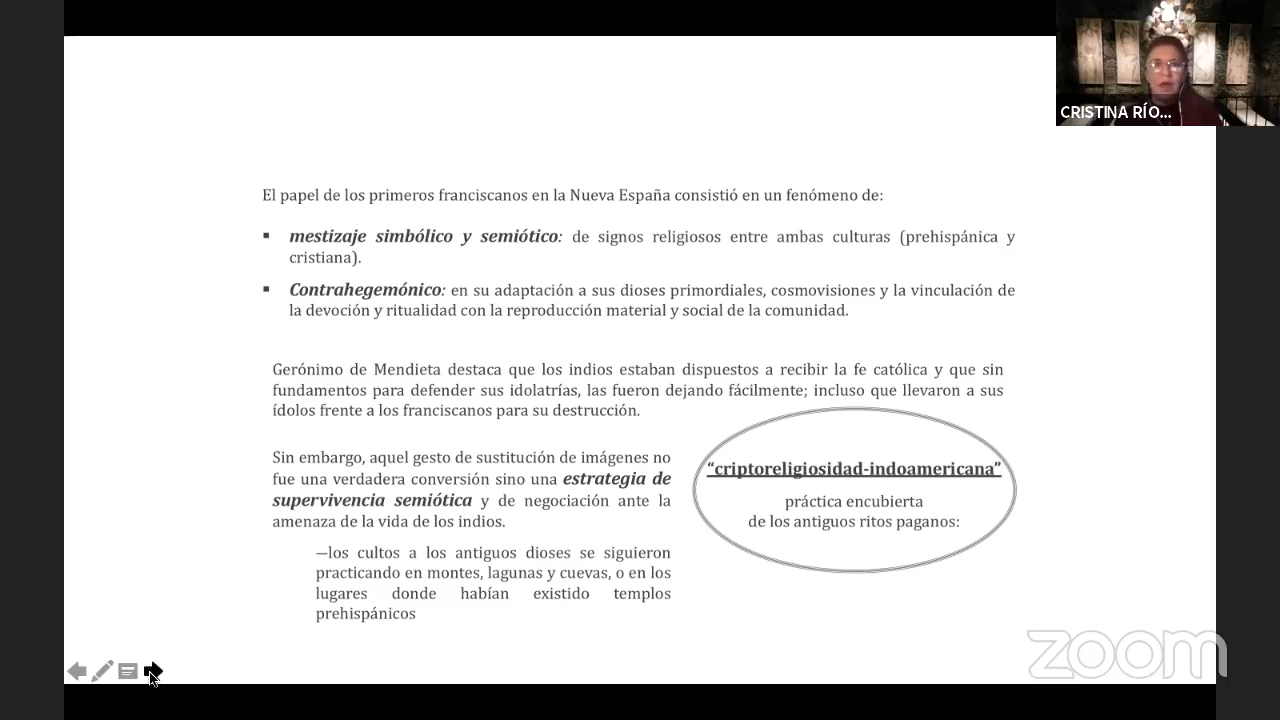 CRISTINA RÍO...
El papel de los primeros franciscanos en la Nueva España consistió en un fenómeno de:
▪ mestizaje simbólico y semiótico: de signos religiosos entre ambas culturas (prehispánica y
cristiana).
▪ Contrahegemónico: en su adaptación a sus dioses primordiales, cosmovisiones y la vinculación de
la devoción y ritualidad con la reproducción material y social de la comunidad.
Gerónimo de Mendieta destaca que los indios estaban dispuestos a recibir la fe católica y que sin
fundamentos para defender sus idolatrías, las fueron dejando fácilmente; incluso que llevaron a sus
ídolos frente a los franciscanos para su destrucción.
Sin embargo, aquel gesto de sustitución de imágenes no
fue una verdadera conversión sino una estrategia de
supervivencia semiótica y de negociación ante la
amenaza de la vida de los indios.
—los cultos a los antiguos dioses se siguieron
practicando en montes, lagunas y cuevas, o en los
lugares donde habían existido templos
prehispánicos
“criptoreligiosidad-indoamericana”
práctica encubierta
de los antiguos ritos paganos:
zoom